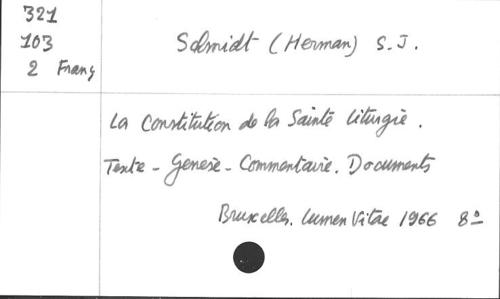 321
103
2 Franç
Schmidt (Herman) S.J.
La Constitution de la Sainte Liturgie.
Texte - Genèse - Commentaire. Documents
Bruxelles. Lumen Vitae 1966 8º